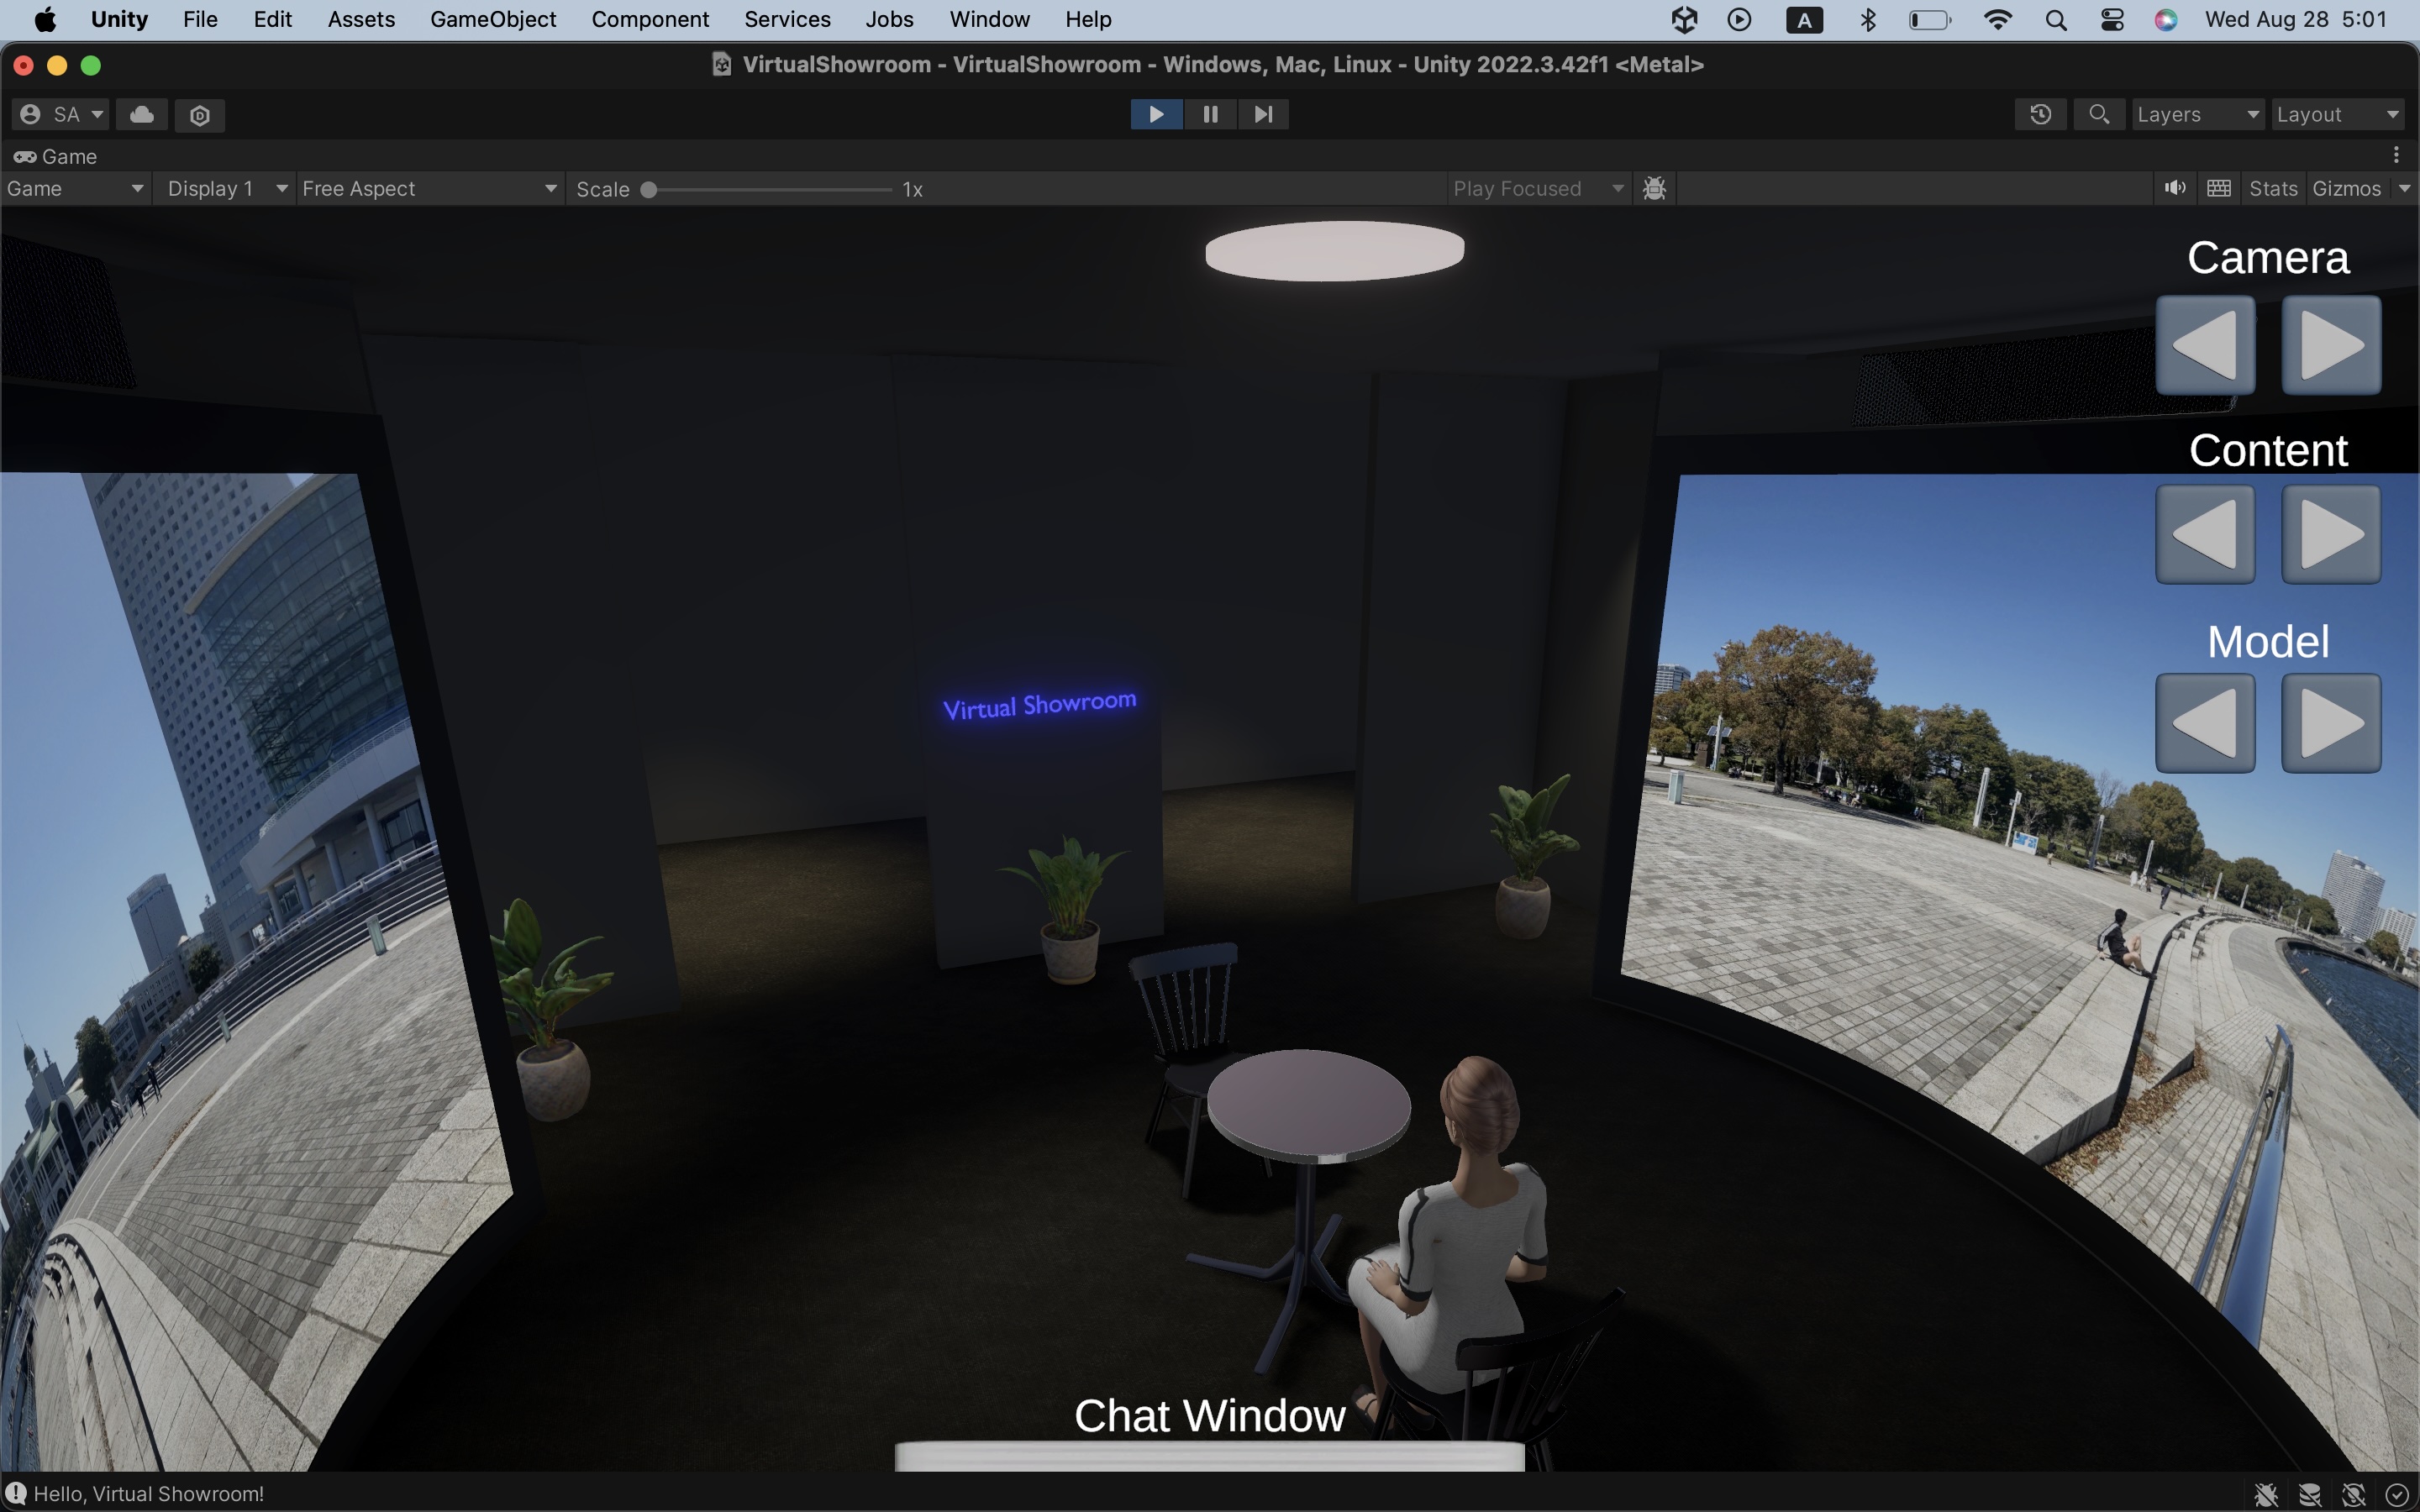 Unity File Edit Assets GameObject Component Services Jobs Window Help A Wed Aug 28 5:01
VirtualShowroom - VirtualShowroom - Windows, Mac, Linux - Unity 2022.3.42f1 <Metal>
SA Layers Layout
Game
Game Display 1 Free Aspect Scale 1x Play Focused Stats Gizmos
Camera
Content
Model
Virtual Showroom
Chat Window
Hello, Virtual Showroom!